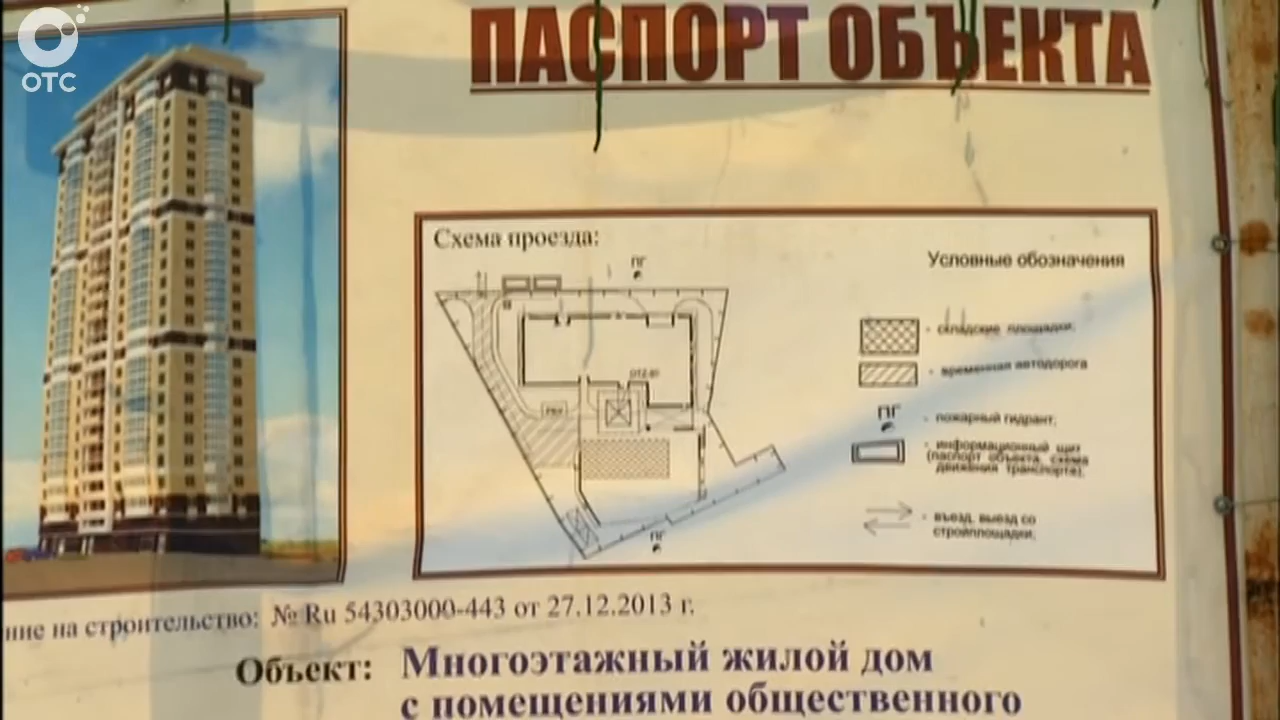 ОТС
ПАСПОРТ ОБЪЕКТА
Схема проезда:
ПГ
Условные обозначения
- складские площадки;
- временная автодорога
ПГ - пожарный гидрант;
- информационный щит
(паспорт объекта, схема
движения транспорта);
- въезд, выезд со
стройплощадки;
ПГ
ние на строительство: № Ru 54303000-443 от 27.12.2013 г.
Объект: Многоэтажный жилой дом
с помещениями общественного